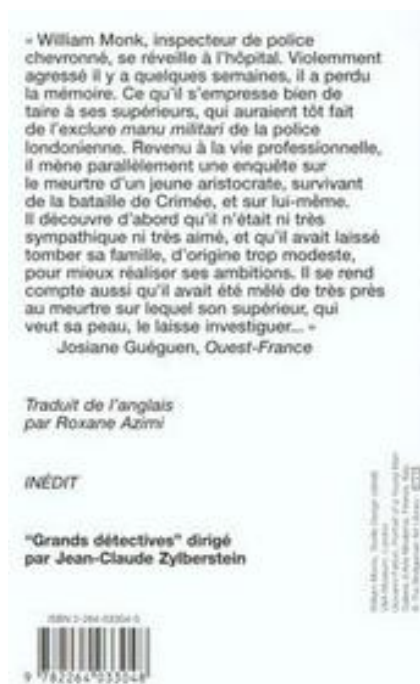 « William Monk, inspecteur de police
chevronné, se réveille à l'hôpital. Violemment
agressé il y a quelques semaines, il a perdu
la mémoire. Ce qu'il s'empresse bien de
taire à ses supérieurs, qui auraient tôt fait
de l'exclure manu militari de la police
londonienne. Revenu à la vie professionnelle,
il mène parallèlement une enquête sur
le meurtre d'un jeune aristocrate, survivant
de la bataille de Crimée, et sur lui-même.
Il découvre d'abord qu'il n'était ni très
sympathique ni très aimé, et qu'il avait laissé
tomber sa famille, d'origine trop modeste,
pour mieux réaliser ses ambitions. Il se rend
compte aussi qu'il avait été mêlé de très près
au meurtre sur lequel son supérieur, qui
veut sa peau, le laisse investiguer... »
Josiane Guéguen, Ouest-France
Traduit de l'anglais
par Roxane Azimi
INÉDIT
"Grands détectives" dirigé
par Jean-Claude Zylberstein
ISBN 2-264-03304-5
9 782264 033048